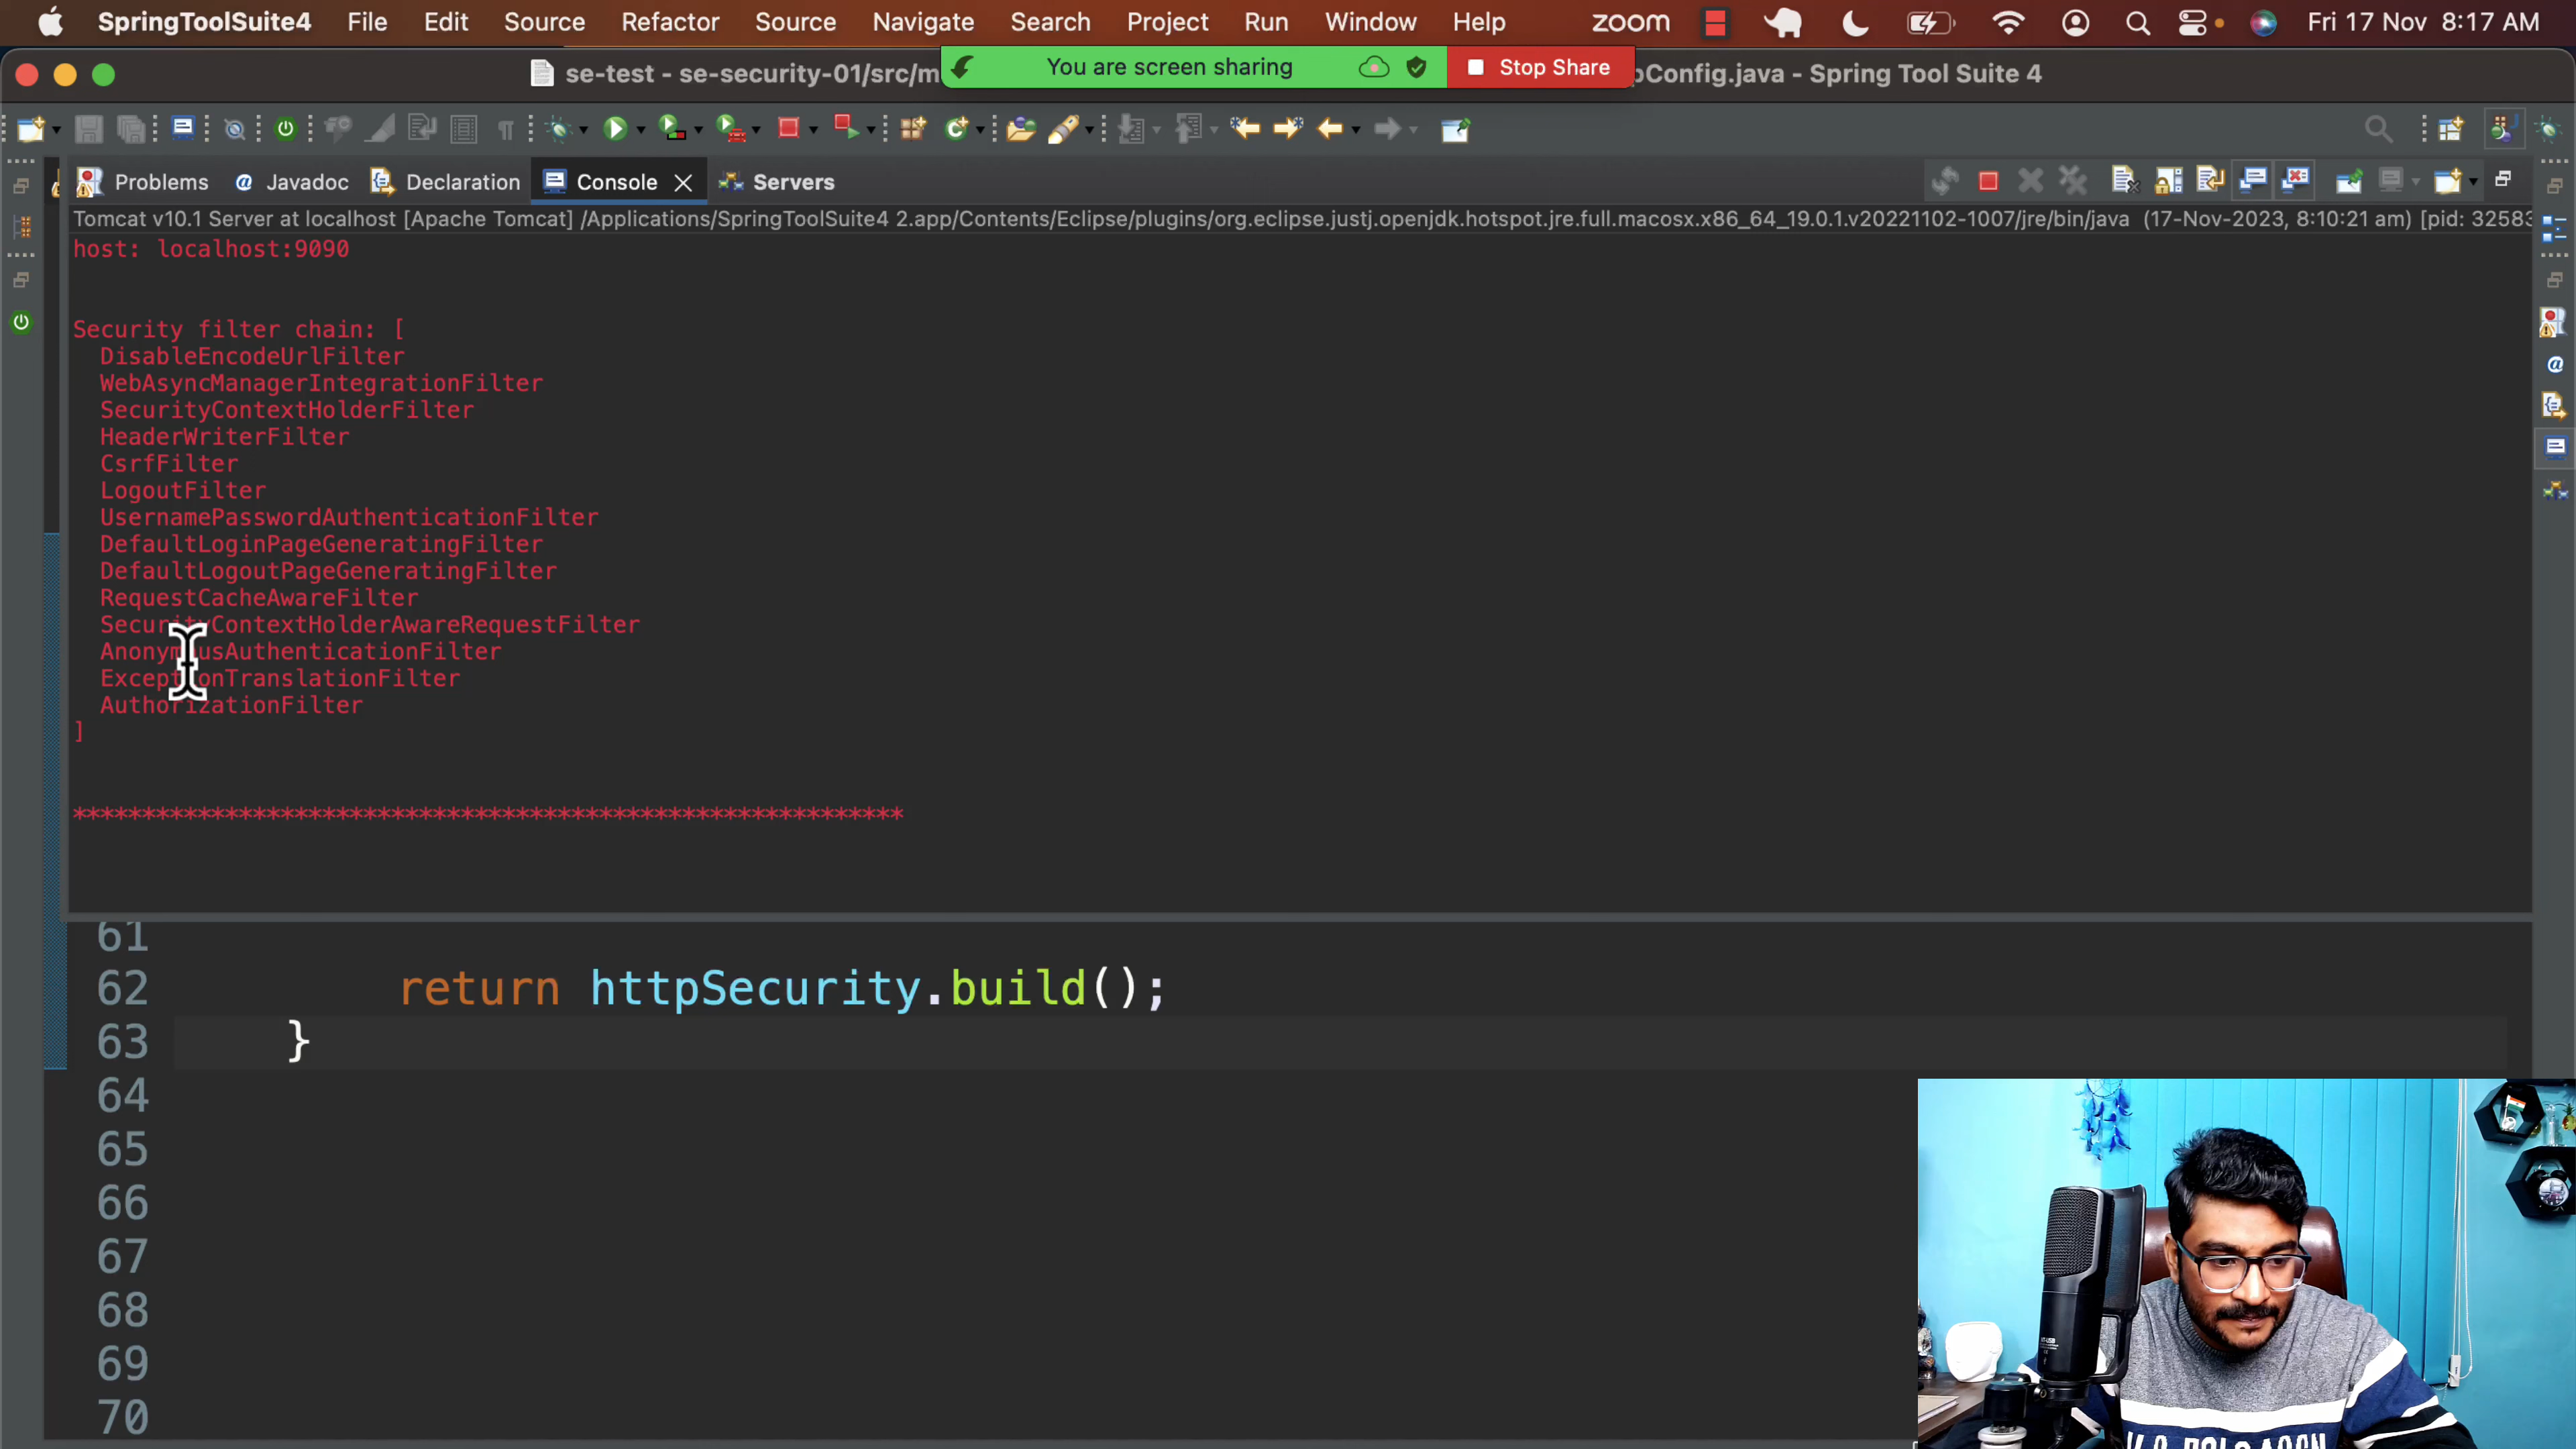 SpringToolSuite4 File Edit Source Refactor Source Navigate Search Project Run Window Help zoom Fri 17 Nov 8:17 AM
You are screen sharing Stop Share
se-test - se-security-01/src/m pConfig.java - Spring Tool Suite 4
Problems Javadoc Declaration Console Servers
Tomcat v10.1 Server at localhost [Apache Tomcat] /Applications/SpringToolSuite4 2.app/Contents/Eclipse/plugins/org.eclipse.justj.openjdk.hotspot.jre.full.macosx.x86_64_19.0.1.v20221102-1007/jre/bin/java (17-Nov-2023, 8:10:21 am) [pid: 32583
host: localhost:9090
Security filter chain: [
DisableEncodeUrlFilter
WebAsyncManagerIntegrationFilter
SecurityContextHolderFilter
HeaderWriterFilter
CsrfFilter
LogoutFilter
UsernamePasswordAuthenticationFilter
DefaultLoginPageGeneratingFilter
DefaultLogoutPageGeneratingFilter
RequestCacheAwareFilter
SecurityContextHolderAwareRequestFilter
AnonymousAuthenticationFilter
ExceptionTranslationFilter
AuthorizationFilter
]
************************************************************
61
62 return httpSecurity.build();
63 }
64
65
66
67
68
69
70